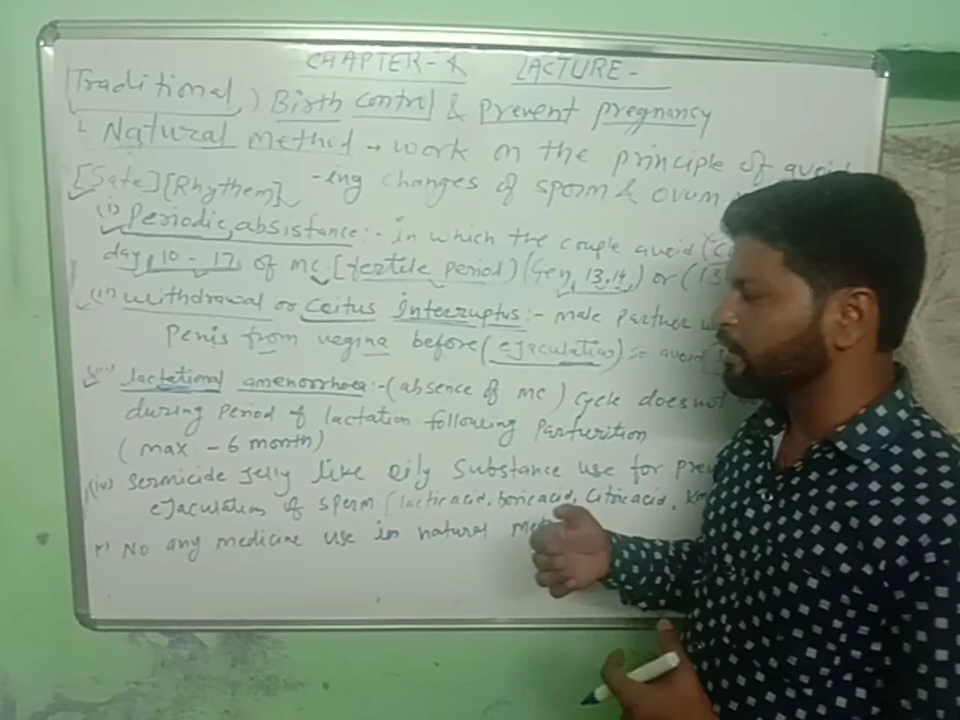 CHAPTER-4 LACTURE-
(Traditional) Birth control & Prevent pregnancy
Natural method → work on the principle of avoid
[Safe][Rhythem] -ing changes of sperm & ovum
(i) Periodic absistance:- in which the couple avoid
day 10 - 17 of MC [fertile period) (Gen, 13,14) or (13
(ii) withdrawal or Coitus Interruptus:- male Partner
Penis from vegina before (ejaculation) so avoid
(iii) lactational amenorrhoea:- (absence of MC) Cycle does not
during Period of lactation following Parturition
( max - 6 month)
(iv) Sermicide Jelly like oily Substance use for
ejaculation of sperm (lactic acid, boric acid, Citric acid,
(v) No any medicine use in natural